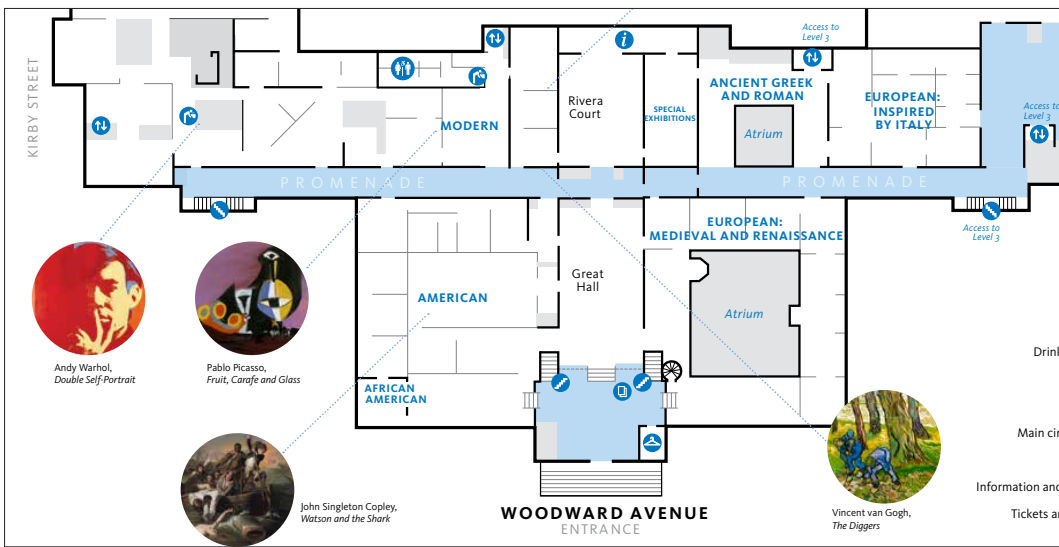 Access to
Level 3
KIRBY STREET
i
Rivera
Court
SPECIAL
EXHIBITIONS
ANCIENT GREEK
AND ROMAN
Atrium
EUROPEAN:
INSPIRED
BY ITALY
Access to
Level 3
MODERN
PROMENADE
PROMENADE
EUROPEAN:
MEDIEVAL AND RENAISSANCE
Access to
Level 3
Great
Hall
AMERICAN
Atrium
Andy Warhol,
Double Self-Portrait
Pablo Picasso,
Fruit, Carafe and Glass
AFRICAN
AMERICAN
John Singleton Copley,
Watson and the Shark
WOODWARD AVENUE
ENTRANCE
Vincent van Gogh,
The Diggers
Drink
Main cir
Information and
Tickets a